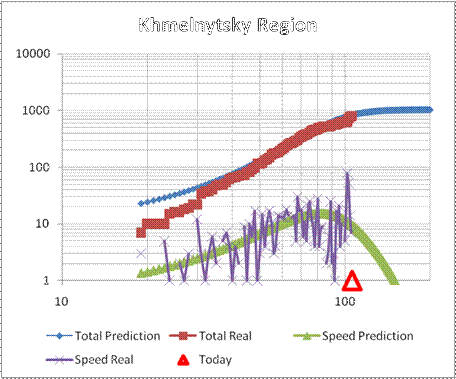 Khmelnytsky Region
10000
1000
100
10
1
10
100
Total Prediction
Total Real
Speed Prediction
Speed Real
Today